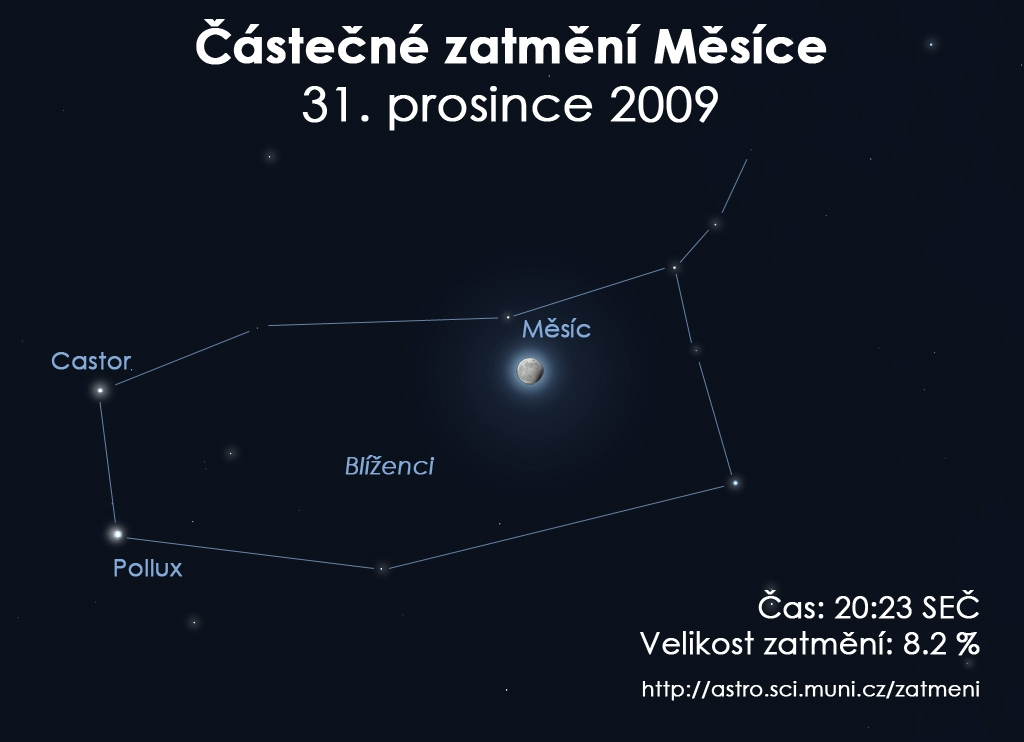 Částečné zatmění Měsíce
31. prosince 2009
Měsíc
Castor
Blíženci
Pollux
Čas: 20:23 SEČ
Velikost zatmění: 8.2 %
http://astro.sci.muni.cz/zatmeni